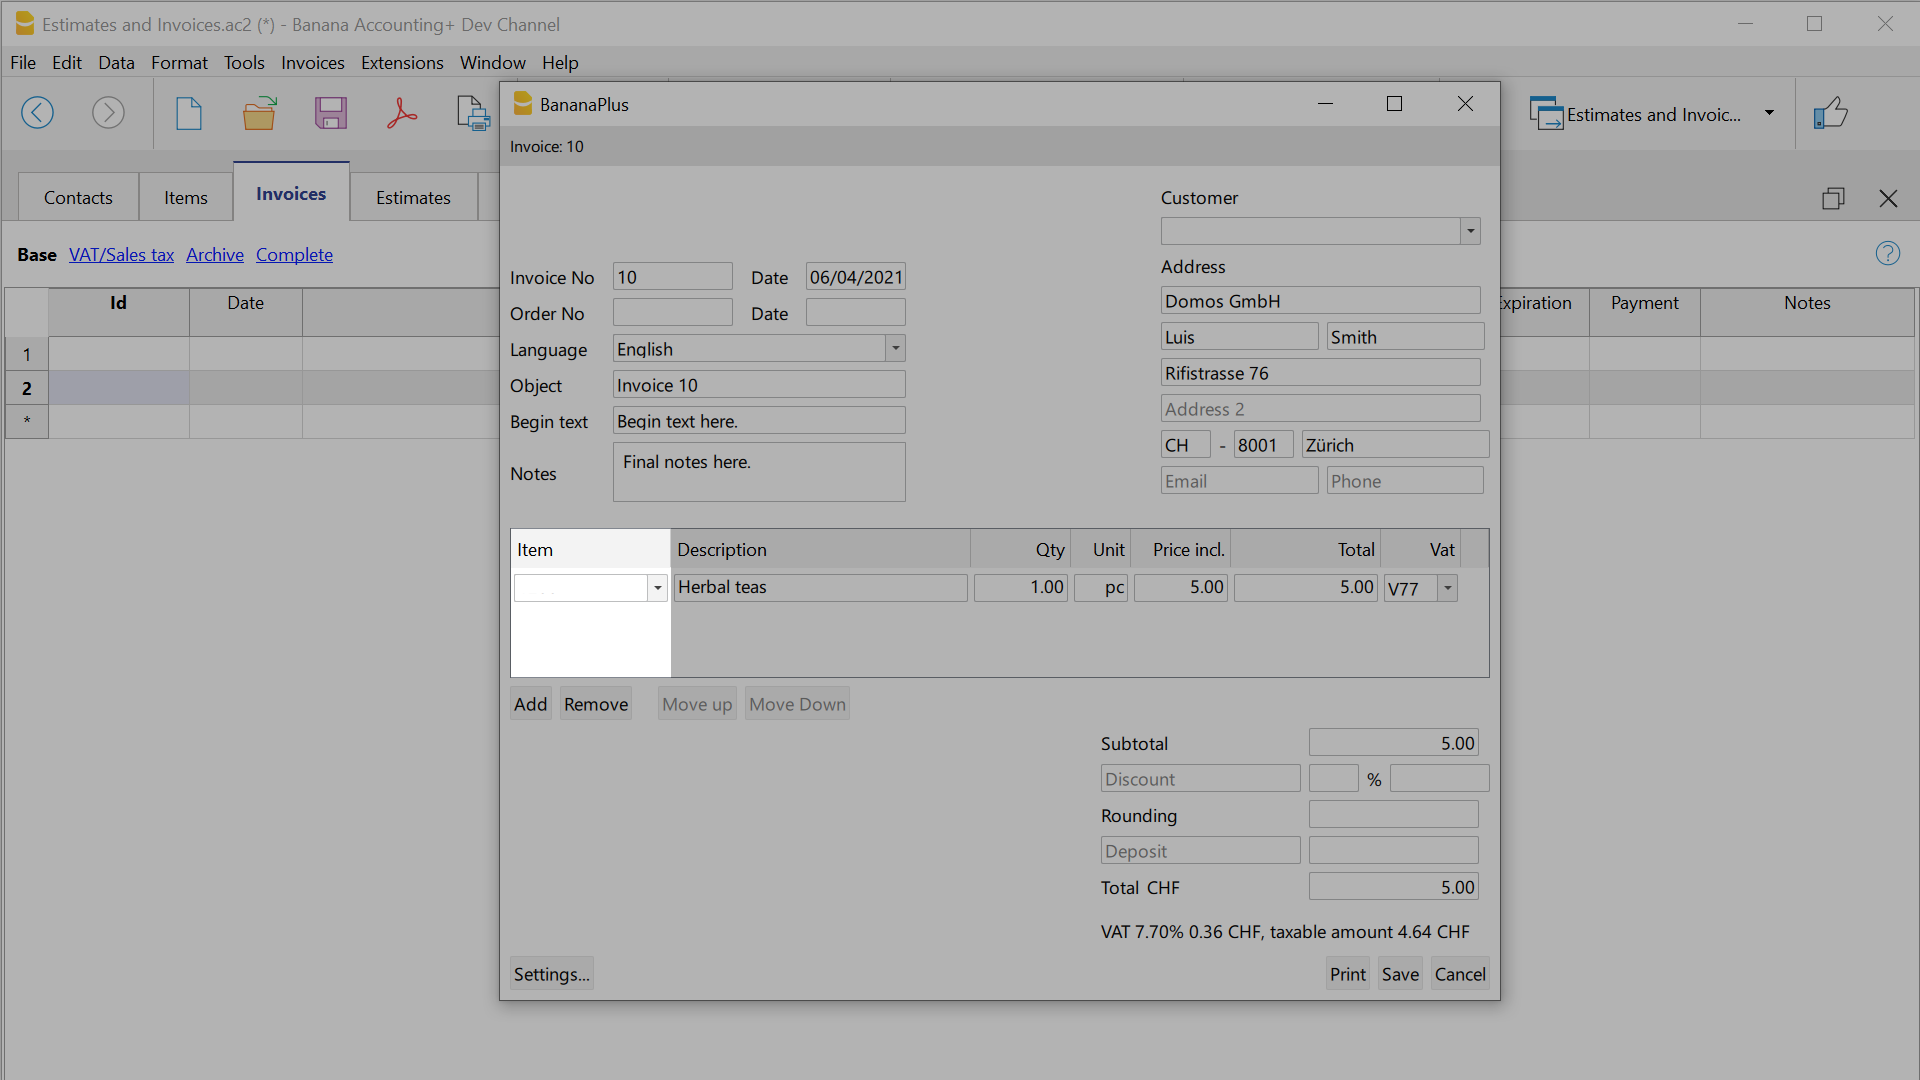 Estimates and Invoices.ac2 (*) - Banana Accounting+ Dev Channel
File Edit Data Format Tools Invoices Extensions Window Help
Estimates and Invoic...
BananaPlus
Invoice: 10
Contacts Items Invoices Estimates
Base VAT/Sales tax Archive Complete
Id Date Expiration Payment Notes
1
2
*
Customer
Address
Domos GmbH
Luis Smith
Rifistrasse 76
Address 2
CH - 8001 Zürich
Email Phone
Invoice No 10 Date 06/04/2021
Order No Date
Language English
Object Invoice 10
Begin text Begin text here.
Notes Final notes here.
Item Description Qty Unit Price incl. Total Vat
Herbal teas 1.00 pc 5.00 5.00 V77
Add Remove Move up Move Down
Subtotal 5.00
Discount %
Rounding
Deposit
Total CHF 5.00
VAT 7.70% 0.36 CHF, taxable amount 4.64 CHF
Settings... Print Save Cancel